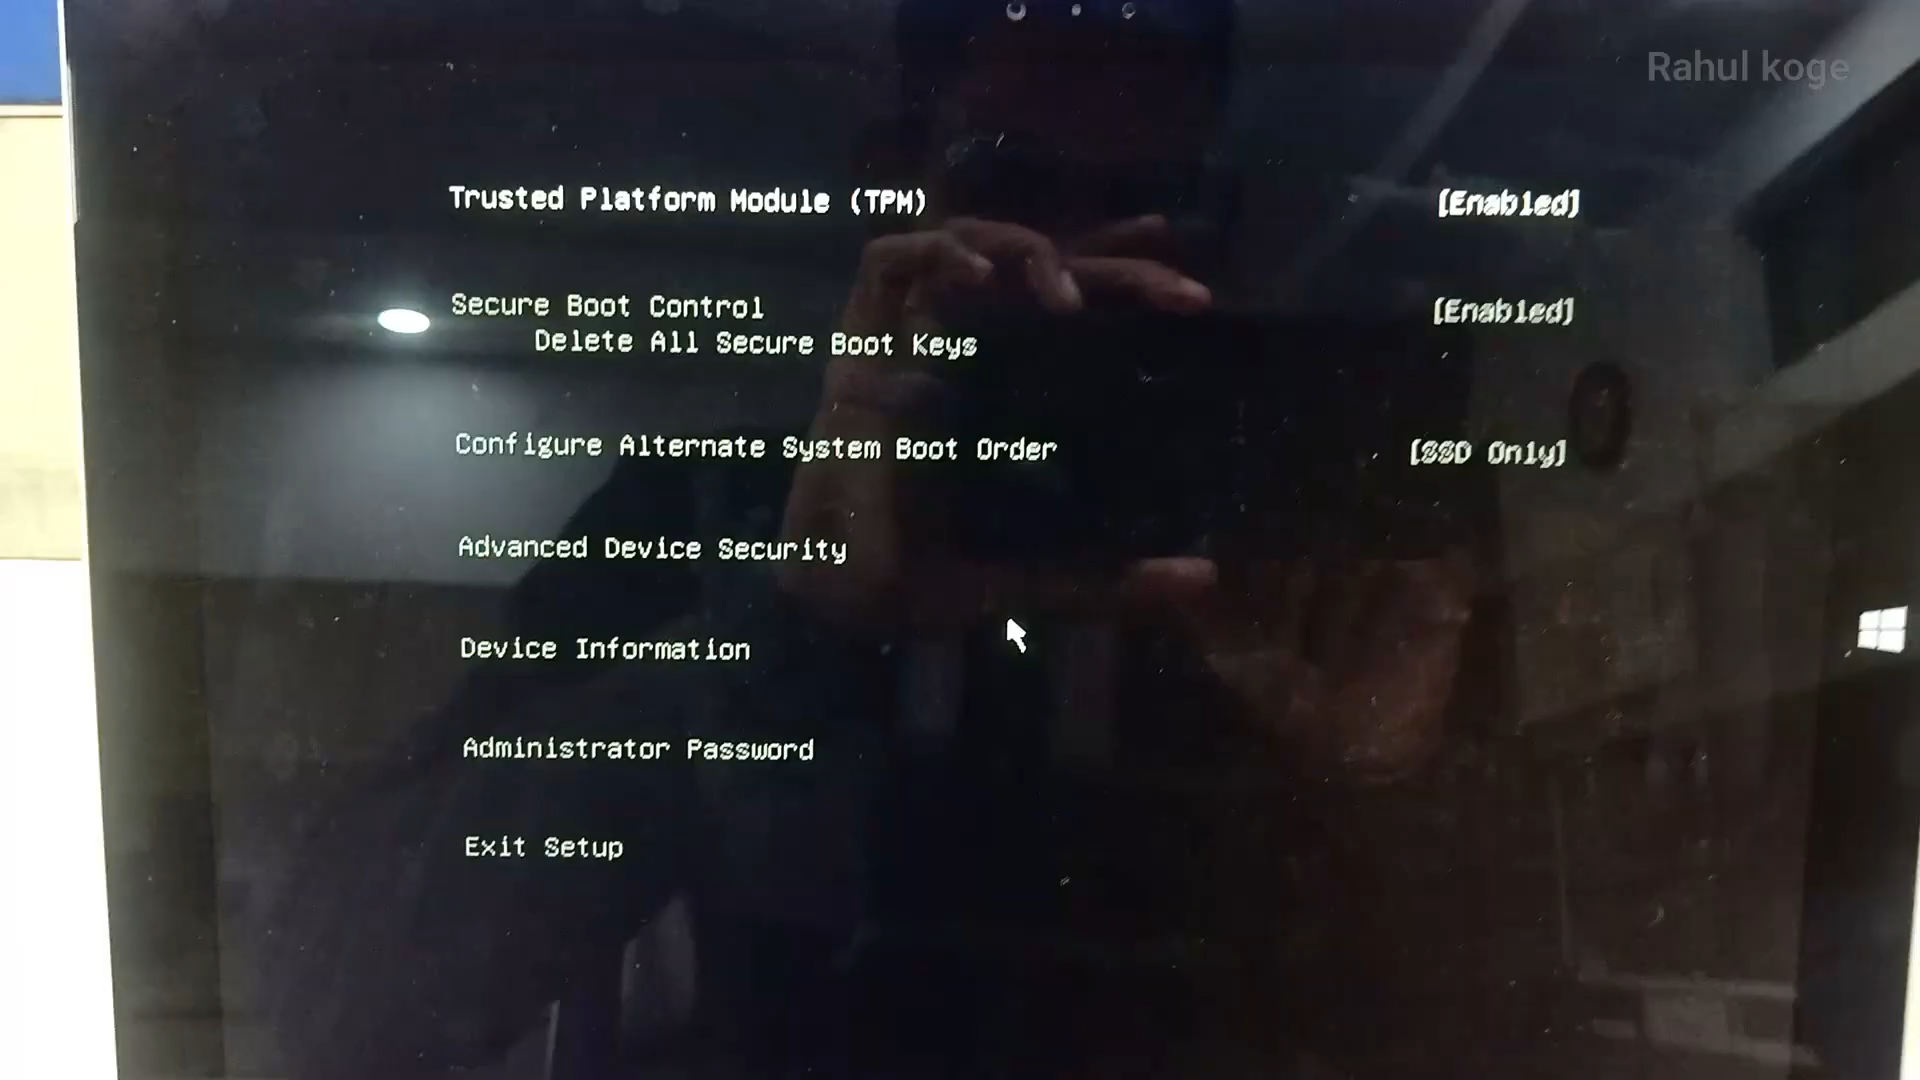 Rahul koge
Trusted Platform Module (TPM) [Enabled]
Secure Boot Control [Enabled]
Delete All Secure Boot Keys
Configure Alternate System Boot Order [SSD Only]
Advanced Device Security
Device Information
Administrator Password
Exit Setup